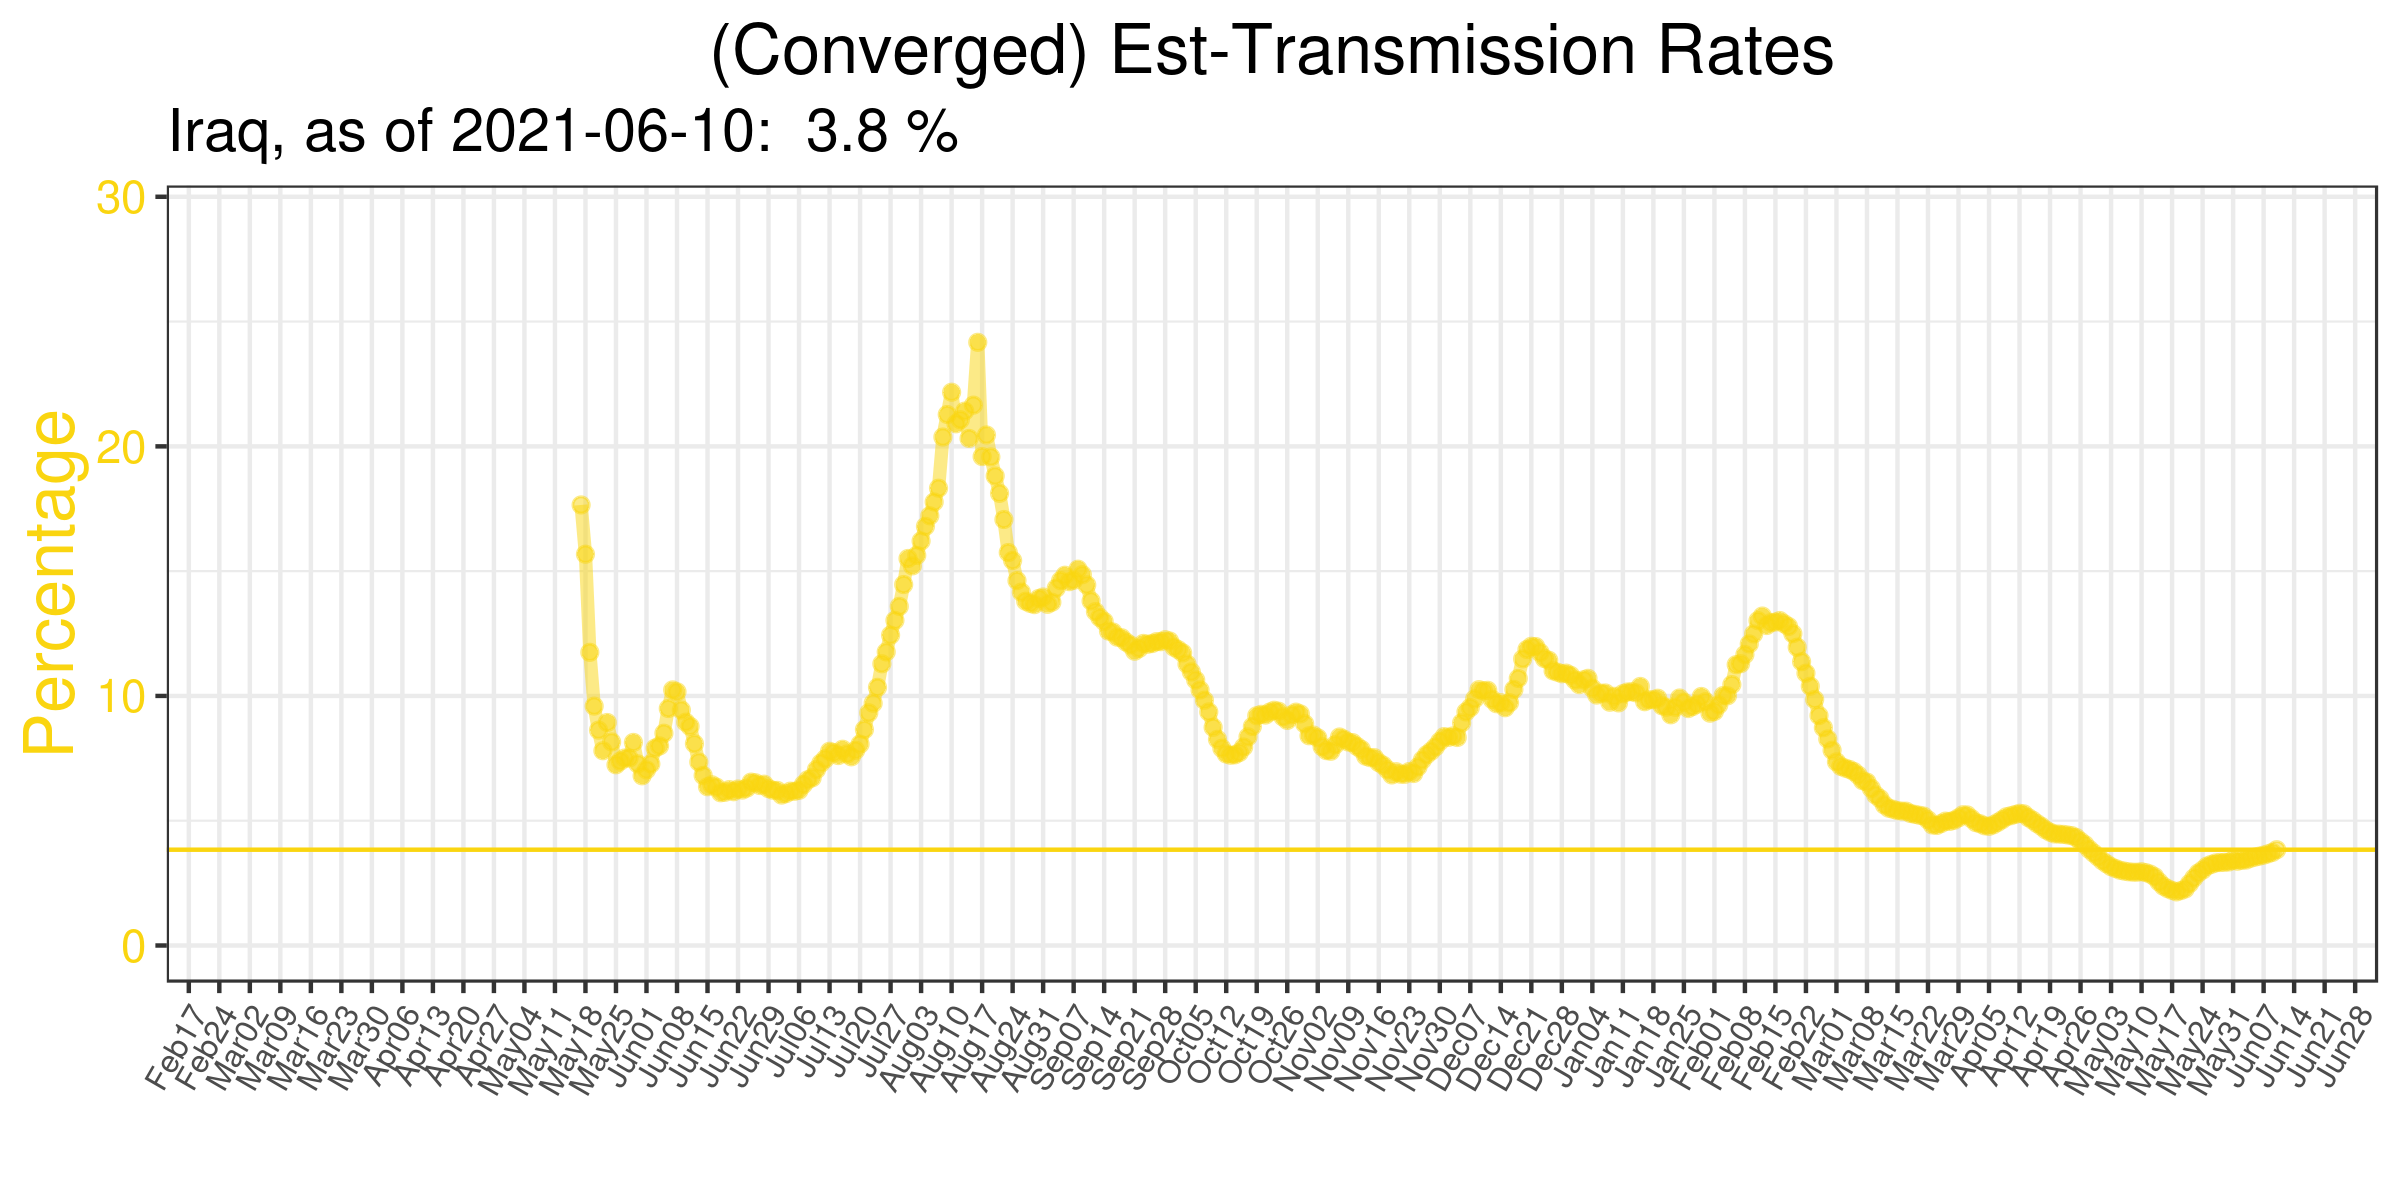 (Converged) Est-Transmission Rates
Iraq, as of 2021-06-10:  3.8 %
Percentage
30
20
10
0
Feb17 Feb24 Mar02 Mar09 Mar16 Mar23 Mar30 Apr06 Apr13 Apr20 Apr27 May04 May11 May18 May25 Jun01 Jun08 Jun15 Jun22 Jun29 Jul06 Jul13 Jul20 Jul27 Aug03 Aug10 Aug17 Aug24 Aug31 Sep07 Sep14 Sep21 Sep28 Oct05 Oct12 Oct19 Oct26 Nov02 Nov09 Nov16 Nov23 Nov30 Dec07 Dec14 Dec21 Dec28 Jan04 Jan11 Jan18 Jan25 Feb01 Feb08 Feb15 Feb22 Mar01 Mar08 Mar15 Mar22 Mar29 Apr05 Apr12 Apr19 Apr26 May03 May10 May17 May24 May31 Jun07 Jun14 Jun21 Jun28